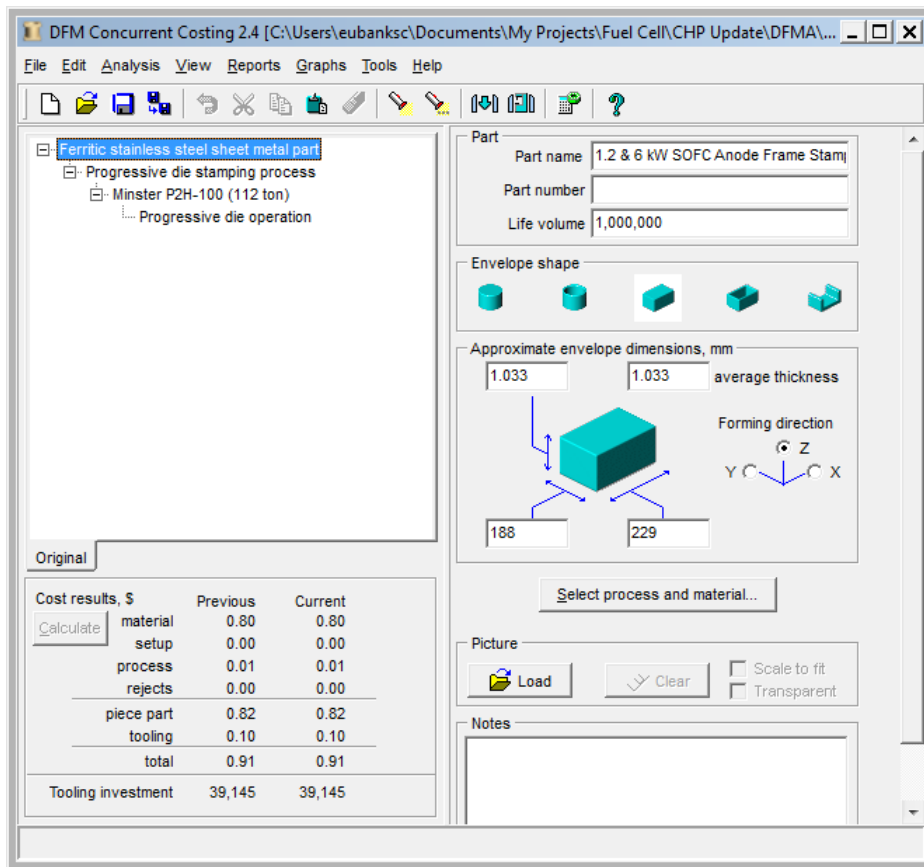 DFM Concurrent Costing 2.4 [C:\Users\eubanksc\Documents\My Projects\Fuel Cell\CHP Update\DFMA\...
File Edit Analysis View Reports Graphs Tools Help
Ferritic stainless steel sheet metal part
Progressive die stamping process
Minster P2H-100 (112 ton)
Progressive die operation
Original
Cost results, $ Previous Current
Calculate
material 0.80 0.80
setup 0.00 0.00
process 0.01 0.01
rejects 0.00 0.00
piece part 0.82 0.82
tooling 0.10 0.10
total 0.91 0.91
Tooling investment 39,145 39,145
Part
Part name 1.2 & 6 kW SOFC Anode Frame Stam
Part number
Life volume 1,000,000
Envelope shape
Approximate envelope dimensions, mm
1.033 1.033 average thickness
Forming direction
Z
Y X
188 229
Select process and material...
Picture
Load Clear Scale to fit
Transparent
Notes